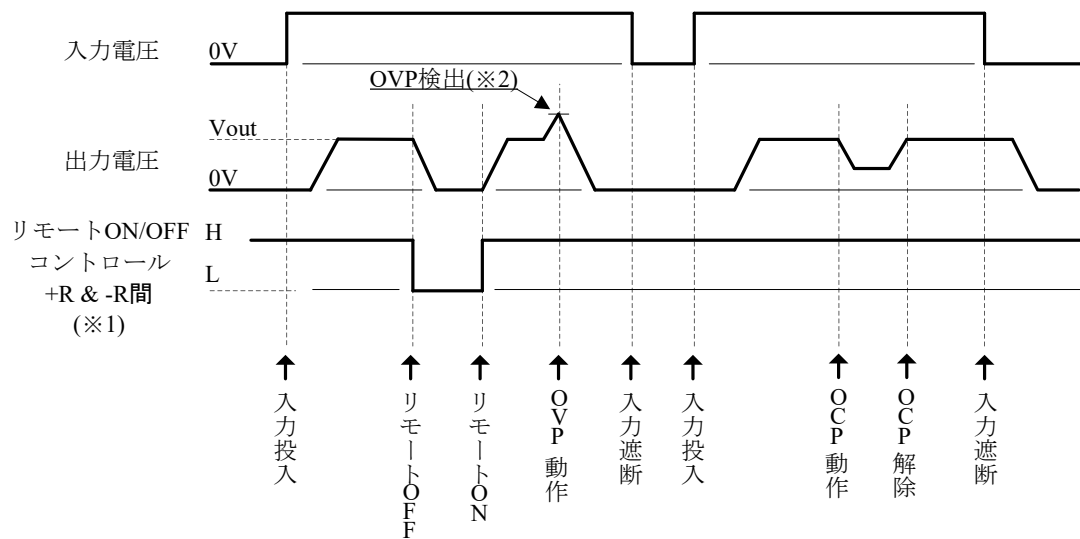 入力電圧
0V
OVP検出(※2)
Vout
出力電圧
0V
リモートON/OFF
コントロール
+R & -R間
(※1)
H
L
入力投入
リモートOFF
リモートON
OVP動作
入力遮断
入力投入
OCP動作
OCP解除
入力遮断